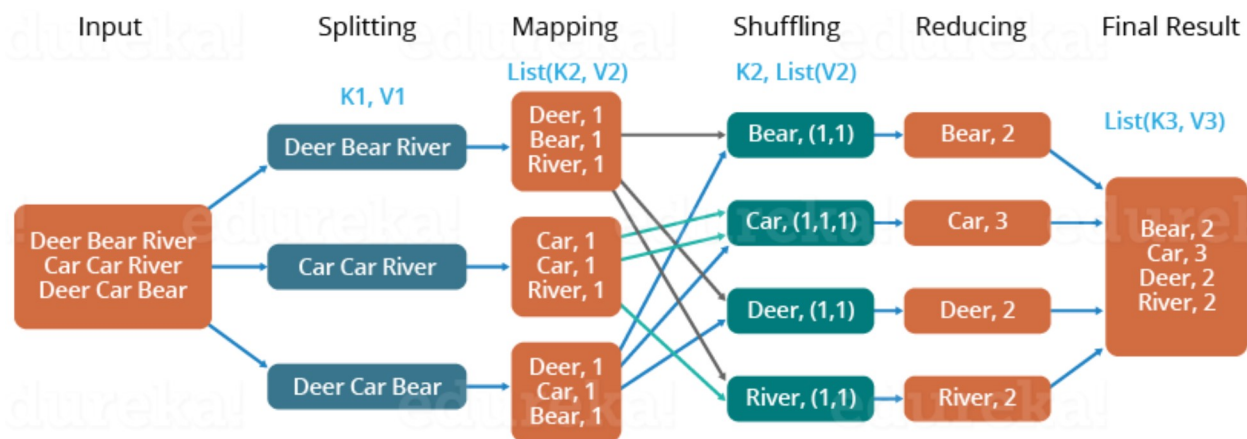 Input
Splitting
Mapping
Shuffling
Reducing
Final Result
K1, V1
List(K2, V2)
K2, List(V2)
List(K3, V3)
Deer Bear River
Car Car River
Deer Car Bear
Deer Bear River
Car Car River
Deer Car Bear
Deer, 1
Bear, 1
River, 1
Car, 1
Car, 1
River, 1
Deer, 1
Car, 1
Bear, 1
Bear, (1,1)
Car, (1,1,1)
Deer, (1,1)
River, (1,1)
Bear, 2
Car, 3
Deer, 2
River, 2
Bear, 2
Car, 3
Deer, 2
River, 2
edureka!